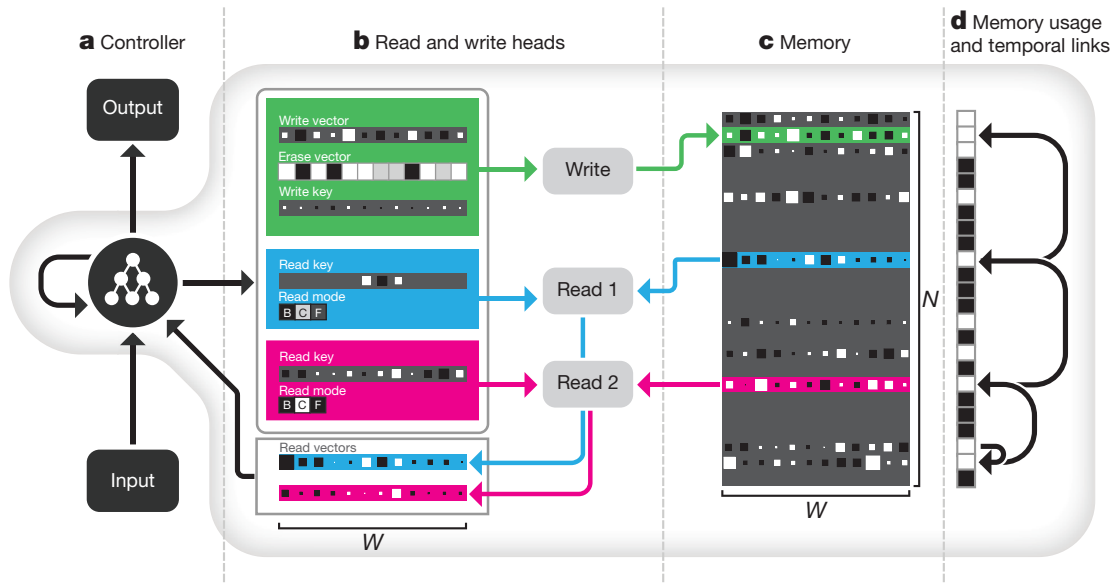 a Controller
b Read and write heads
c Memory
d Memory usage
and temporal links
Output
Input
Write vector
Erase vector
Write key
Read key
Read mode
B C F
Read key
Read mode
B C F
Read vectors
W
Write
Read 1
Read 2
N
W